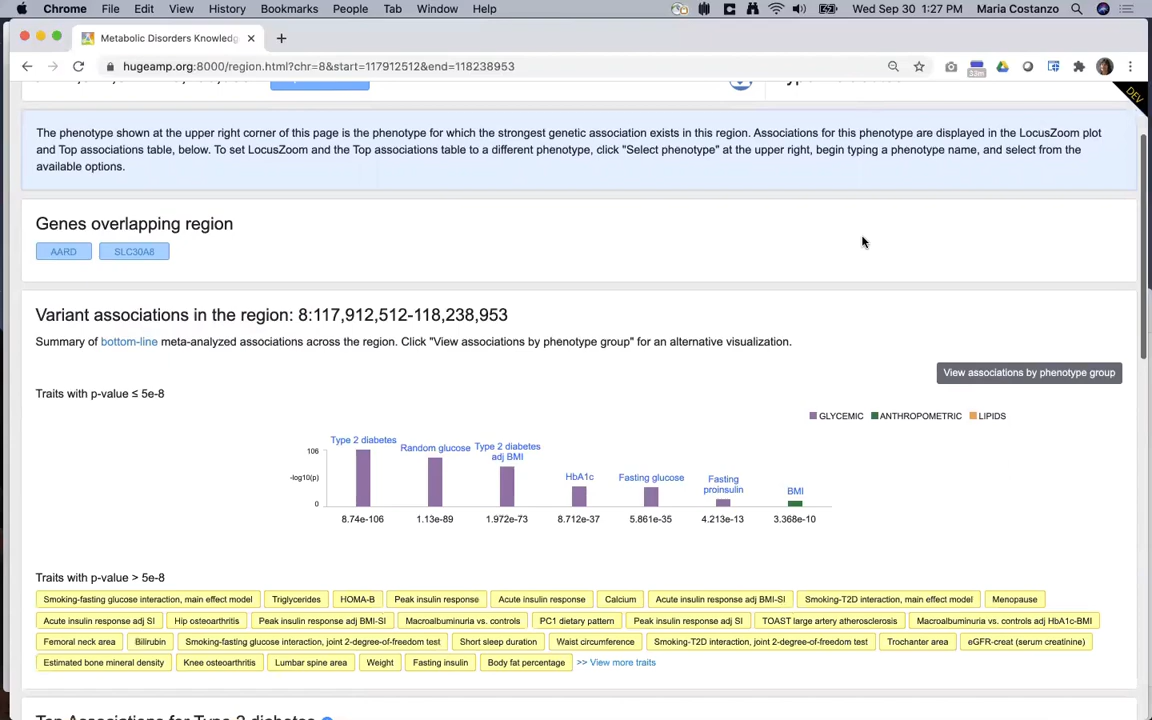 Chrome File Edit View History Bookmarks People Tab Window Help Wed Sep 30 1:27 PM Maria Costanzo
Metabolic Disorders Knowledg
hugeamp.org:8000/region.html?chr=8&start=117912512&end=118238953
33m
DEV
The phenotype shown at the upper right corner of this page is the phenotype for which the strongest genetic association exists in this region. Associations for this phenotype are displayed in the LocusZoom plot
and Top associations table, below. To set LocusZoom and the Top associations table to a different phenotype, click "Select phenotype" at the upper right, begin typing a phenotype name, and select from the
available options.
Genes overlapping region
AARD SLC30A8
Variant associations in the region: 8:117,912,512-118,238,953
Summary of bottom-line meta-analyzed associations across the region. Click "View associations by phenotype group" for an alternative visualization.
View associations by phenotype group
Traits with p-value ≤ 5e-8
GLYCEMIC ANTHROPOMETRIC LIPIDS
Type 2 diabetes Random glucose Type 2 diabetes
adj BMI
HbA1c Fasting glucose Fasting
proinsulin
BMI
106
-log10(p)
0
8.74e-106 1.13e-89 1.972e-73 8.712e-37 5.861e-35 4.213e-13 3.368e-10
Traits with p-value > 5e-8
Smoking-fasting glucose interaction, main effect model Triglycerides HOMA-B Peak insulin response Acute insulin response Calcium Acute insulin response adj BMI-SI Smoking-T2D interaction, main effect model Menopause
Acute insulin response adj SI Hip osteoarthritis Peak insulin response adj BMI-SI Macroalbuminuria vs. controls PC1 dietary pattern Peak insulin response adj SI TOAST large artery atherosclerosis Macroalbuminuria vs. controls adj HbA1c-BMI
Femoral neck area Bilirubin Smoking-fasting glucose interaction, joint 2-degree-of-freedom test Short sleep duration Waist circumference Smoking-T2D interaction, joint 2-degree-of-freedom test Trochanter area eGFR-creat (serum creatinine)
Estimated bone mineral density Knee osteoarthritis Lumbar spine area Weight Fasting insulin Body fat percentage >> View more traits
Top Associations for Type 2 diabetes